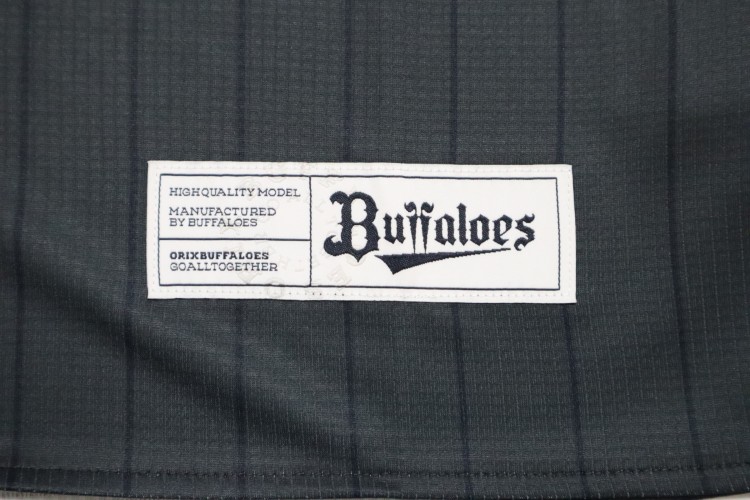 HIGHQUALITY MODEL
MANUFACTURED
BY BUFFALOES
ORIXBUFFALOES
GOALLTOGETHER
Buffaloes